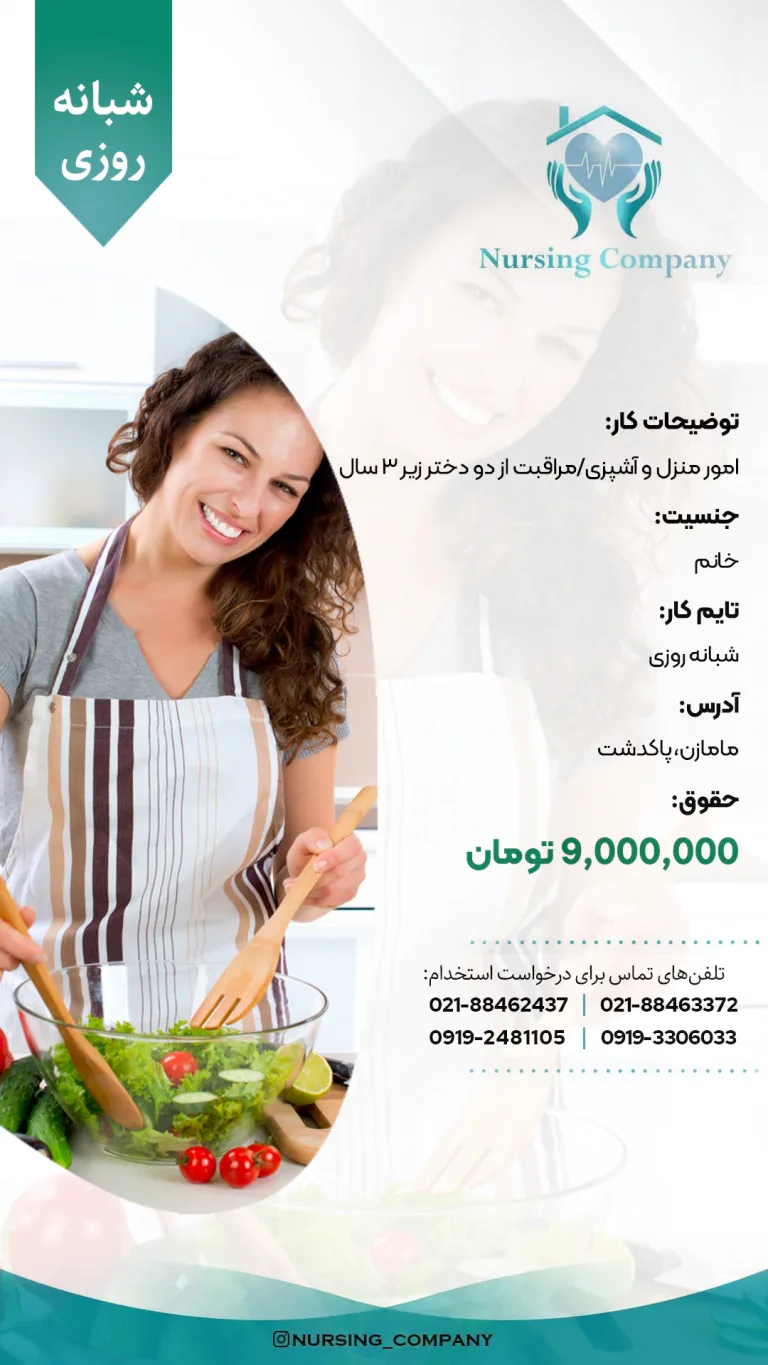 شبانه
روزی
Nursing Company
توضیحات کار:
امور منزل و آشپزی/مراقبت از دو دختر زیر ۳ سال
جنسیت:
خانم
تایم کار:
شبانه روزی
آدرس:
مامازن، پاکدشت
حقوق:
9,000,000 تومان
تلفن‌های تماس برای درخواست استخدام:
021-88462437 | 021-88463372
0919-2481105 | 0919-3306033
NURSING_COMPANY